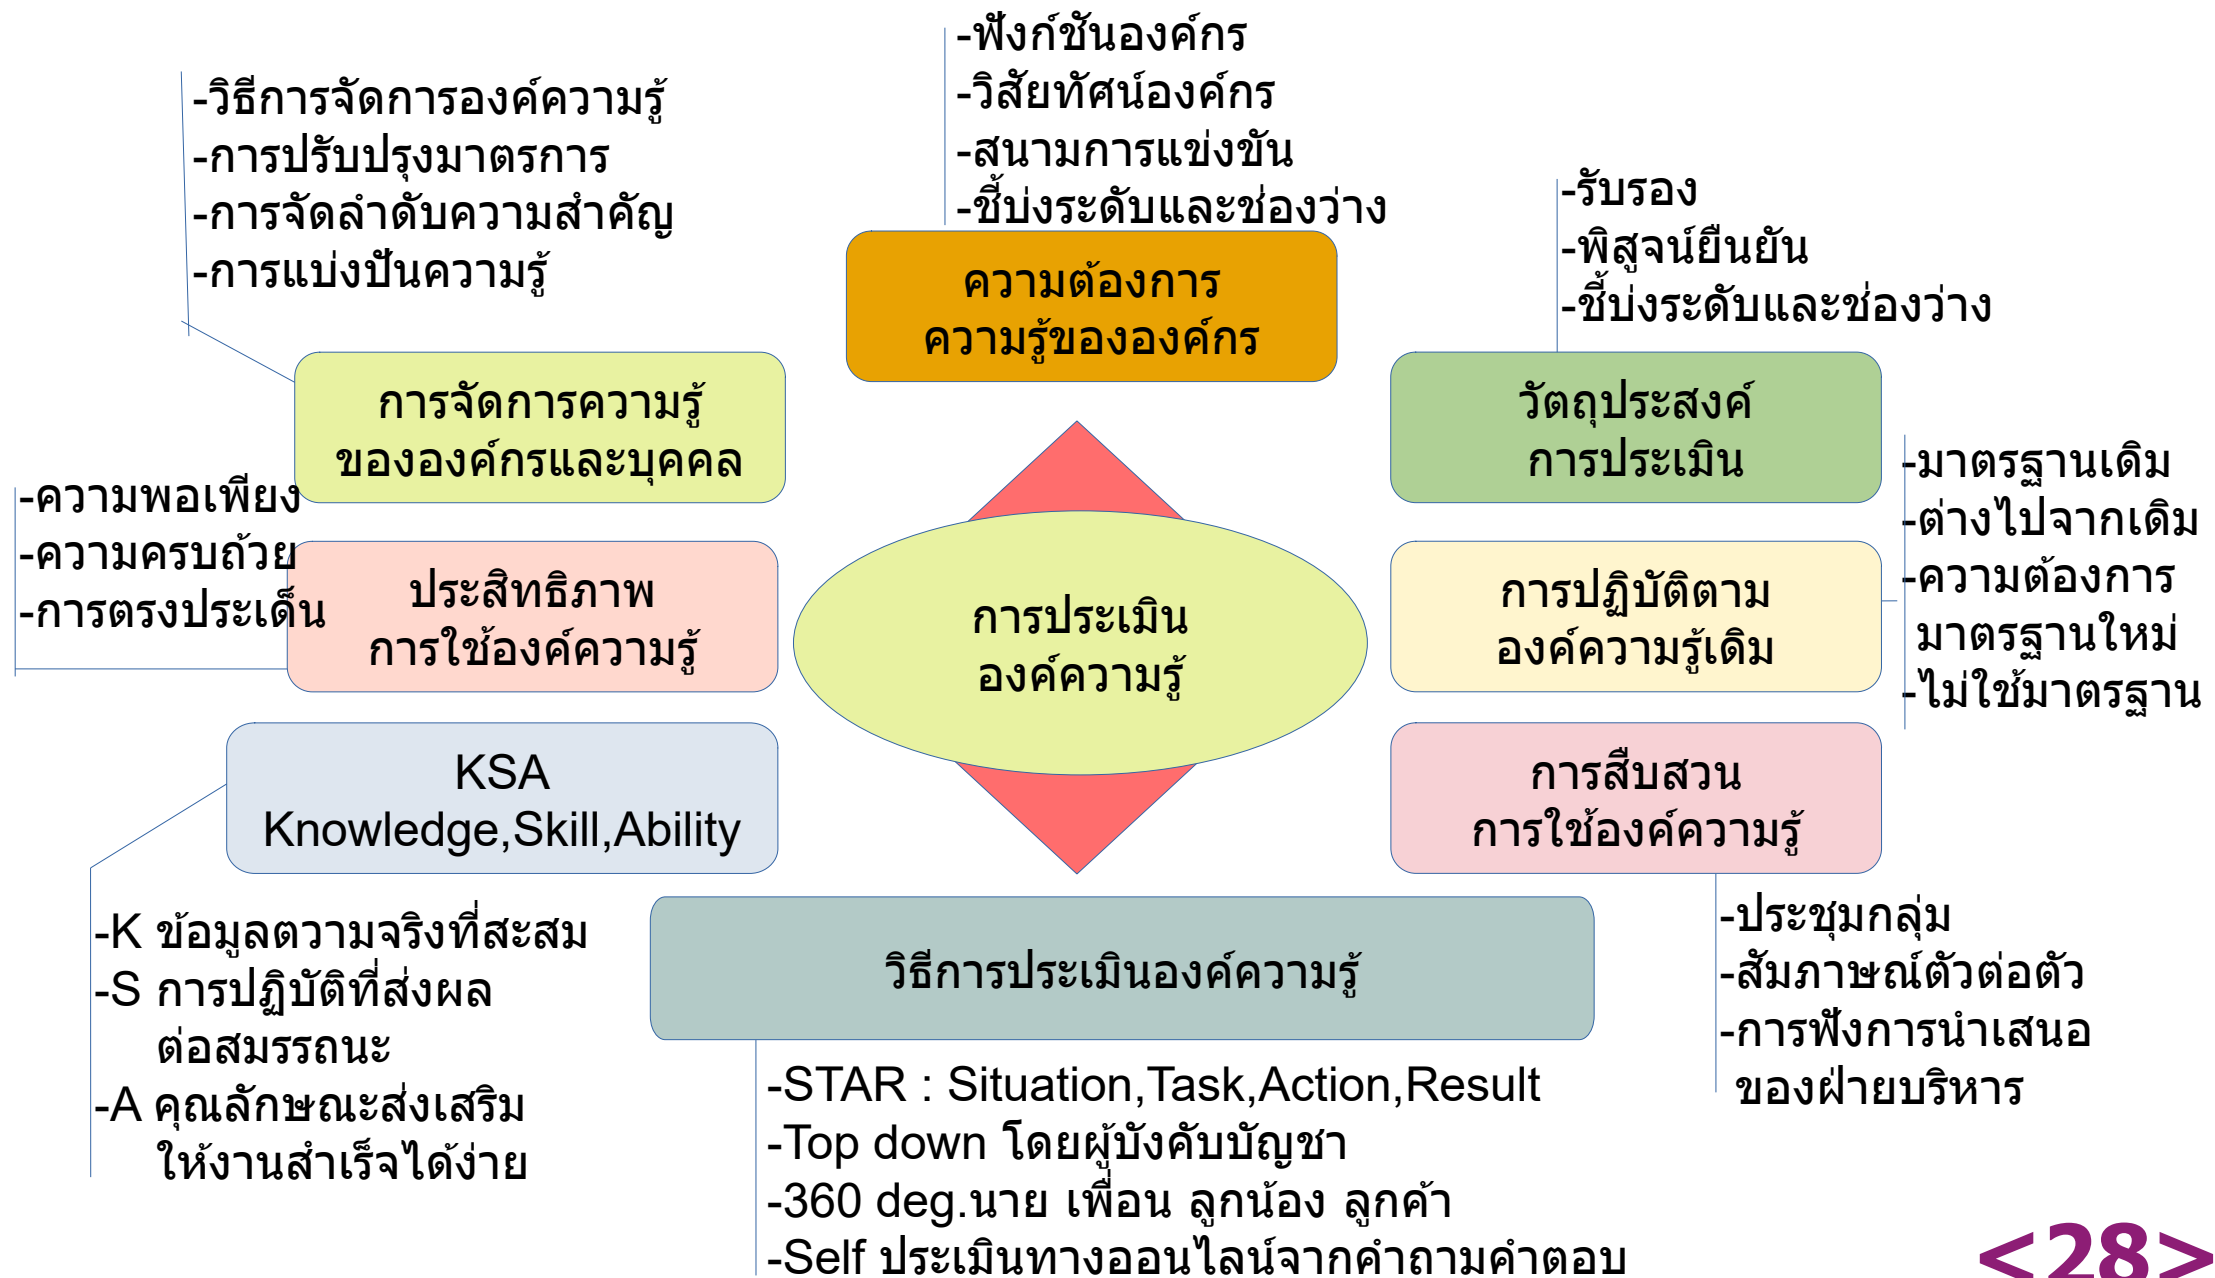 -ฟังก์ชันองค์กร
-วิสัยทัศน์องค์กร
-สนามการแข่งขัน
-ชี้บ่งระดับและช่องว่าง
ความต้องการ
ความรู้ขององค์กร
-วิธีการจัดการองค์ความรู้
-การปรับปรุงมาตรการ
-การจัดลำดับความสำคัญ
-การแบ่งปันความรู้
การจัดการความรู้
ขององค์กรและบุคคล
-รับรอง
-พิสูจน์ยืนยัน
-ชี้บ่งระดับและช่องว่าง
วัตถุประสงค์
การประเมิน
-ความพอเพียง
-ความครบถ้วย
-การตรงประเด็น
ประสิทธิภาพ
การใช้องค์ความรู้
การประเมิน
องค์ความรู้
การปฏิบัติตาม
องค์ความรู้เดิม
-มาตรฐานเดิม
-ต่างไปจากเดิม
-ความต้องการ
มาตรฐานใหม่
-ไม่ใช้มาตรฐาน
KSA
Knowledge,Skill,Ability
-K ข้อมูลตวามจริงที่สะสม
-S การปฏิบัติที่ส่งผล
ต่อสมรรถนะ
-A คุณลักษณะส่งเสริม
ให้งานสำเร็จได้ง่าย
การสืบสวน
การใช้องค์ความรู้
-ประชุมกลุ่ม
-สัมภาษณ์ตัวต่อตัว
-การฟังการนำเสนอ
ของฝ่ายบริหาร
วิธีการประเมินองค์ความรู้
-STAR : Situation,Task,Action,Result
-Top down โดยผู้บังคับบัญชา
-360 deg.นาย เพื่อน ลูกน้อง ลูกค้า
-Self ประเมินทางออนไลน์จากคำถามคำตอบ
<28>